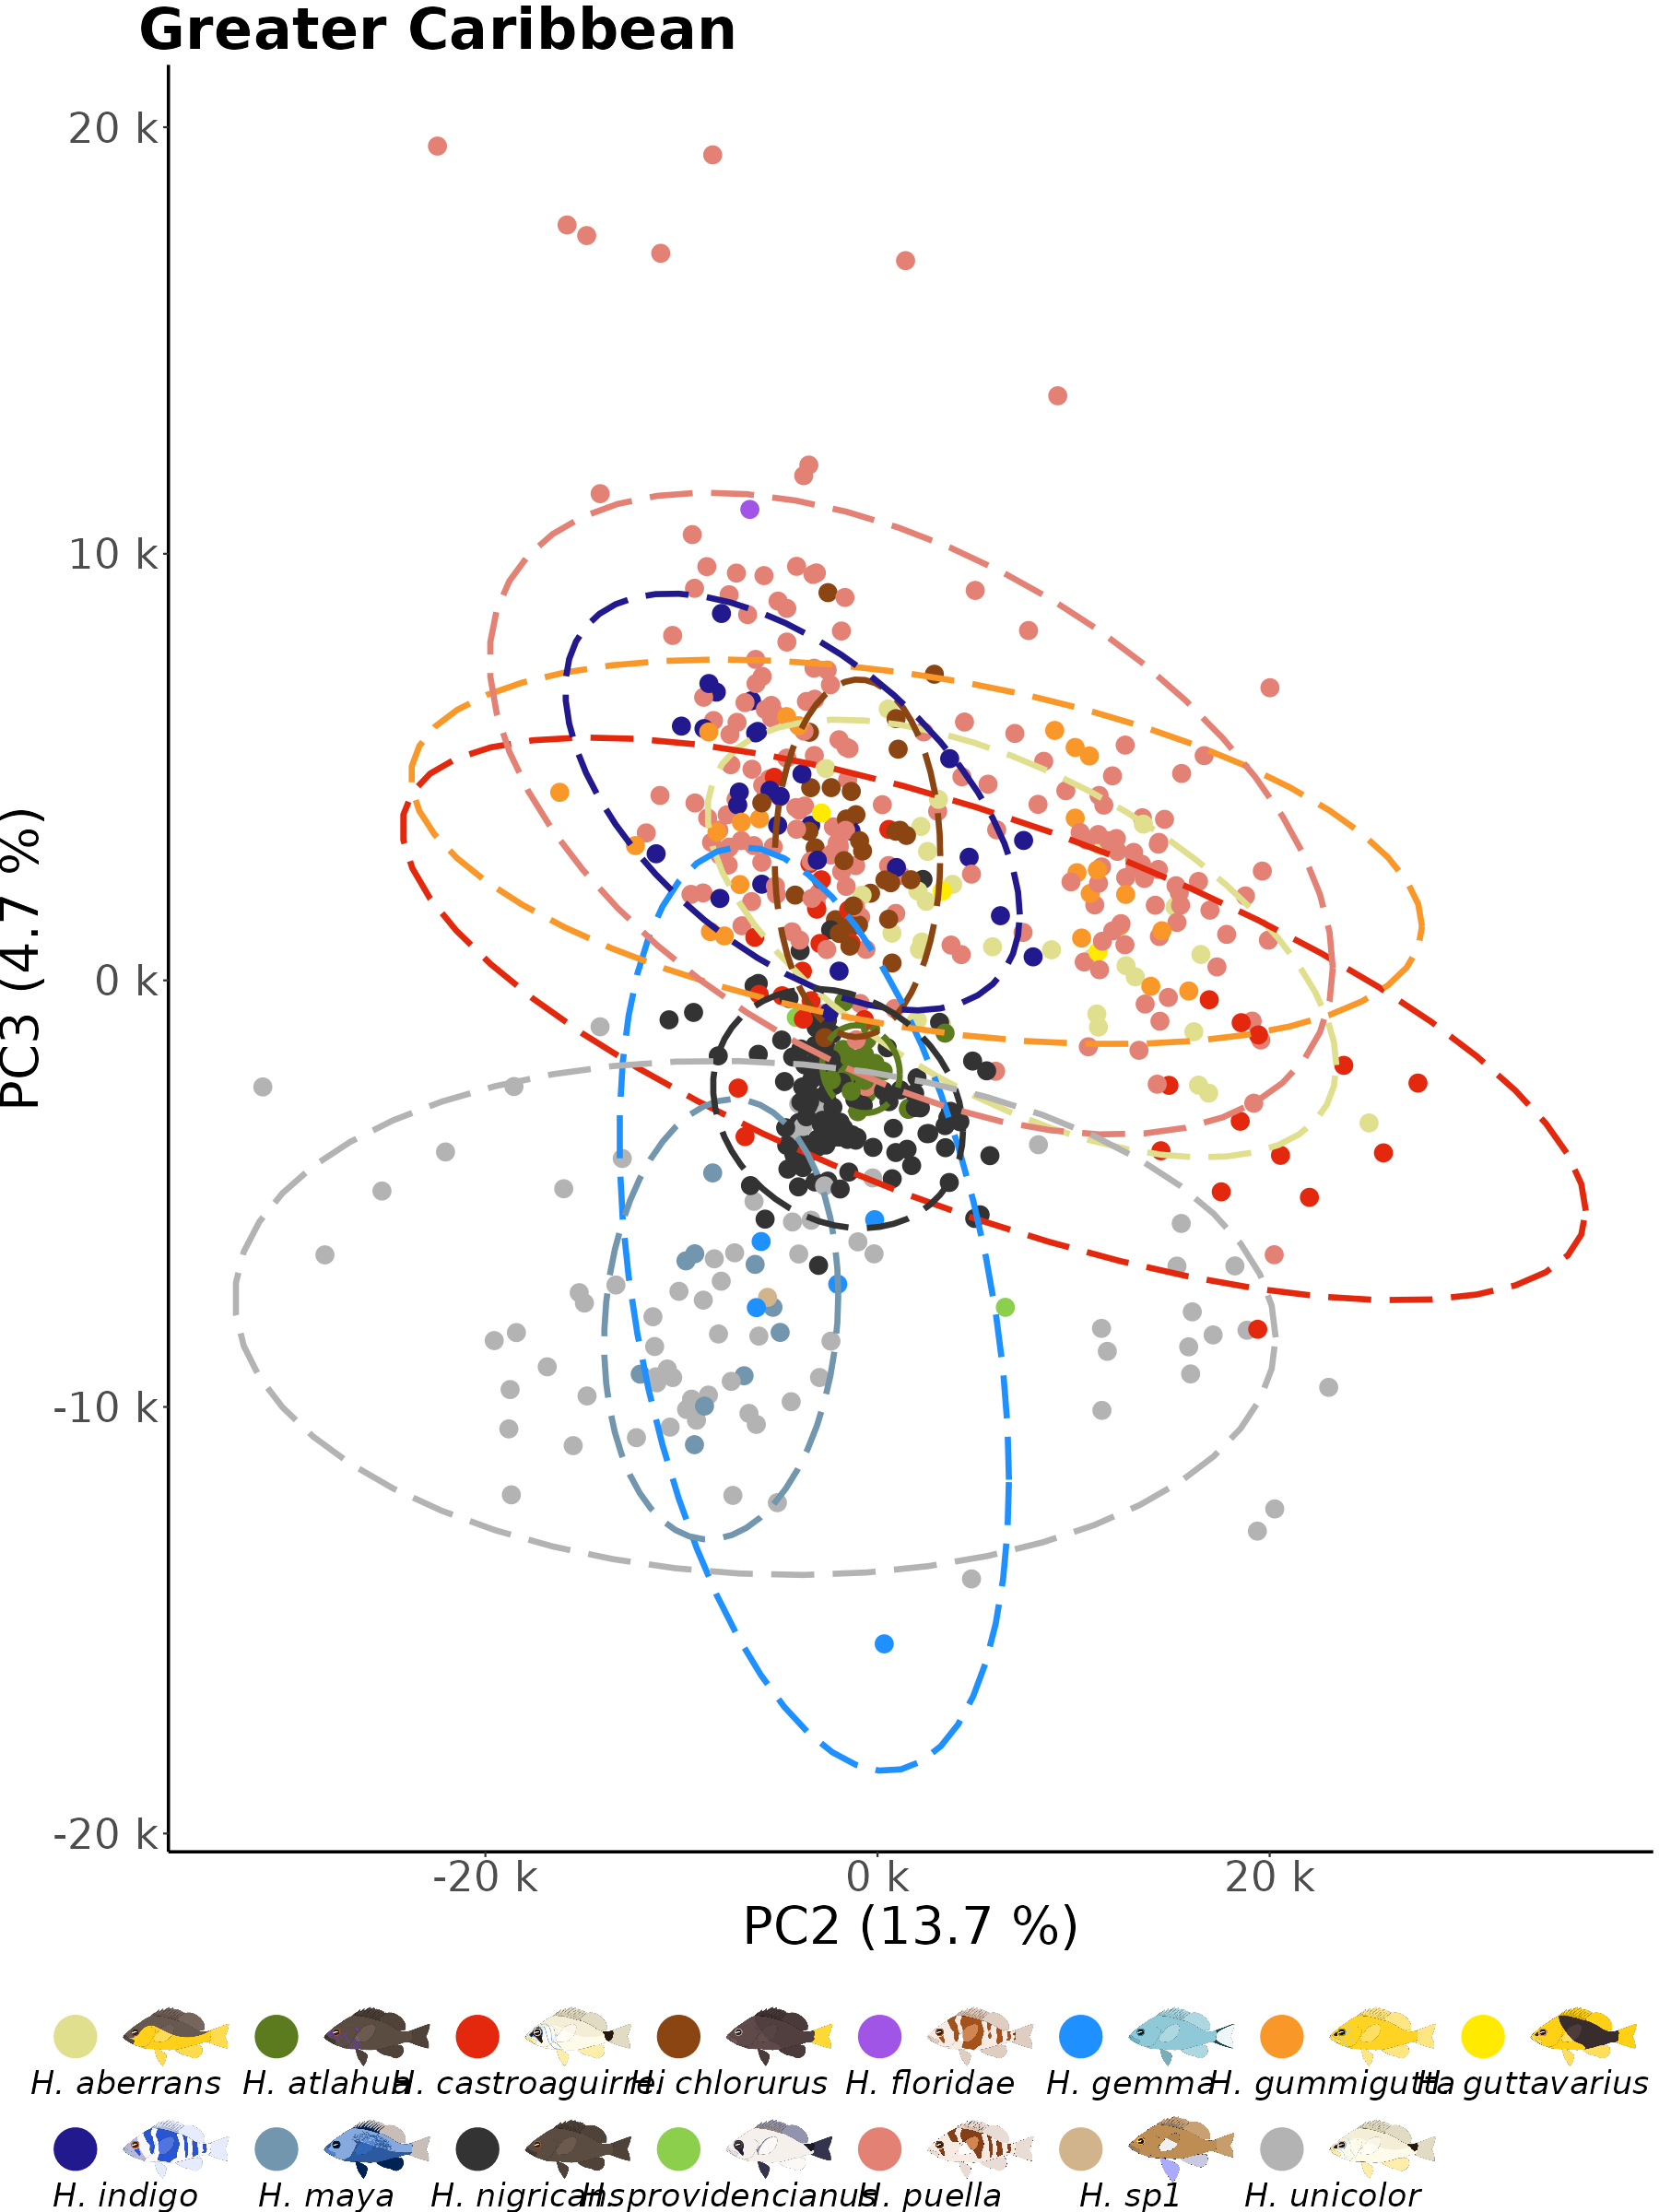 Greater Caribbean
20 k
10 k
0 k
-10 k
-20 k
PC3 (4.7 %)
-20 k 0 k 20 k
PC2 (13.7 %)
H. aberrans H. atlahua H. castroaguirrei H. chlorurus H. floridae H. gemma H. gummigutta H. guttavarius
H. indigo H. maya H. nigricans H. providencianus H. puella H. sp1 H. unicolor